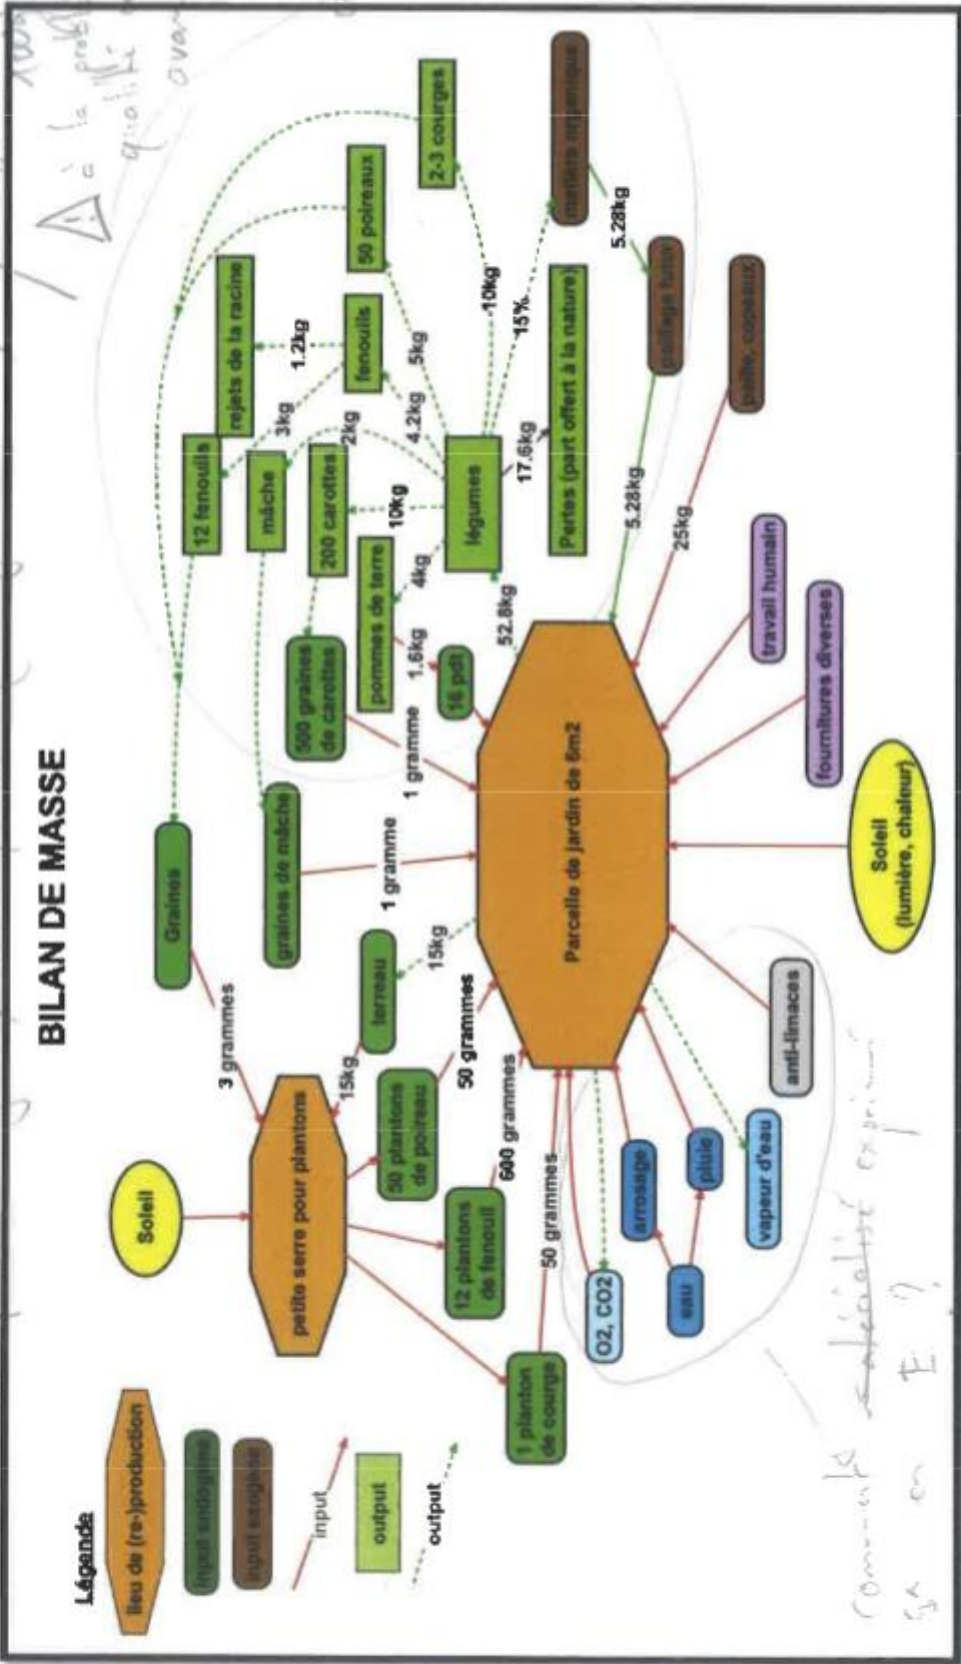 BILAN DE MASSE
Légende
lieu de (re-)production
input endogène
input exogène
input
output
output
Soleil
petite serre pour plantons
3 grammes
Graines
15kg
terreau
15kg
50 plantons
de poireau
50 grammes
12 plantons
de fenouil
600 grammes
1 planton
de courge
50 grammes
graines de mâche
1 gramme
500 graines
de carottes
1 gramme
16 pdt
1.6kg
pommes de terre
4kg
200 carottes
10kg
mâche
2kg
12 fenouils
3kg
rejets de la racine
1.2kg
fenouils
4.2kg
50 poireaux
5kg
2-3 courges
10kg
légumes
52.8kg
15%
matière organique
17.6kg
Pertes (part offert à la nature)
5.28kg
paillage futur
5.28kg
paille, copeaux
25kg
Parcelle de jardin de 6m2
travail humain
fournitures diverses
Soleil
(lumière, chaleur)
anti-limaces
O2, CO2
arrosage
eau
pluie
vapeur d'eau
à la
qualité
ça en E ?